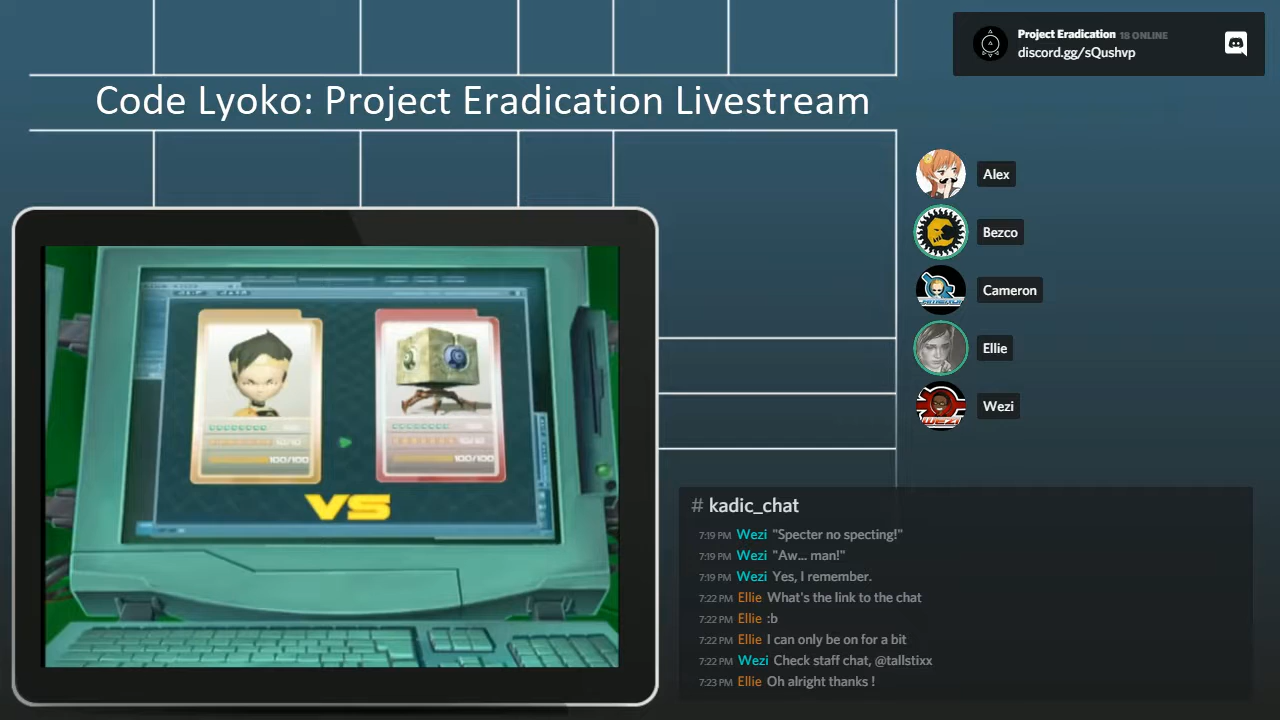 Project Eradication 18 ONLINE
discord.gg/sQushvp
Code Lyoko: Project Eradication Livestream
Alex
Bezco
Cameron
Ellie
Wezi
100/100
100/100
VS
# kadic_chat
7:19 PM Wezi "Specter no specting!"
7:19 PM Wezi "Aw... man!"
7:19 PM Wezi Yes, I remember.
7:22 PM Ellie What's the link to the chat
7:22 PM Ellie :b
7:22 PM Ellie I can only be on for a bit
7:22 PM Wezi Check staff chat, @tallstixx
7:23 PM Ellie Oh alright thanks !
WEZI